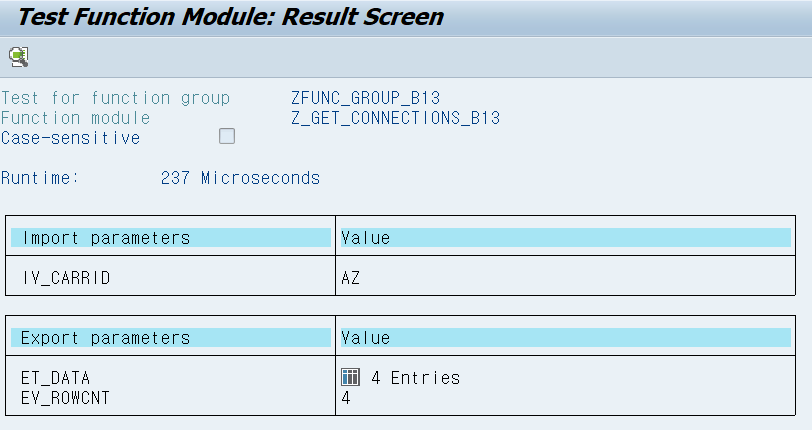 Test Function Module: Result Screen
Test for function group ZFUNC_GROUP_B13
Function module Z_GET_CONNECTIONS_B13
Case-sensitive
Runtime: 237 Microseconds
Import parameters Value
IV_CARRID AZ
Export parameters Value
ET_DATA 4 Entries
EV_ROWCNT 4